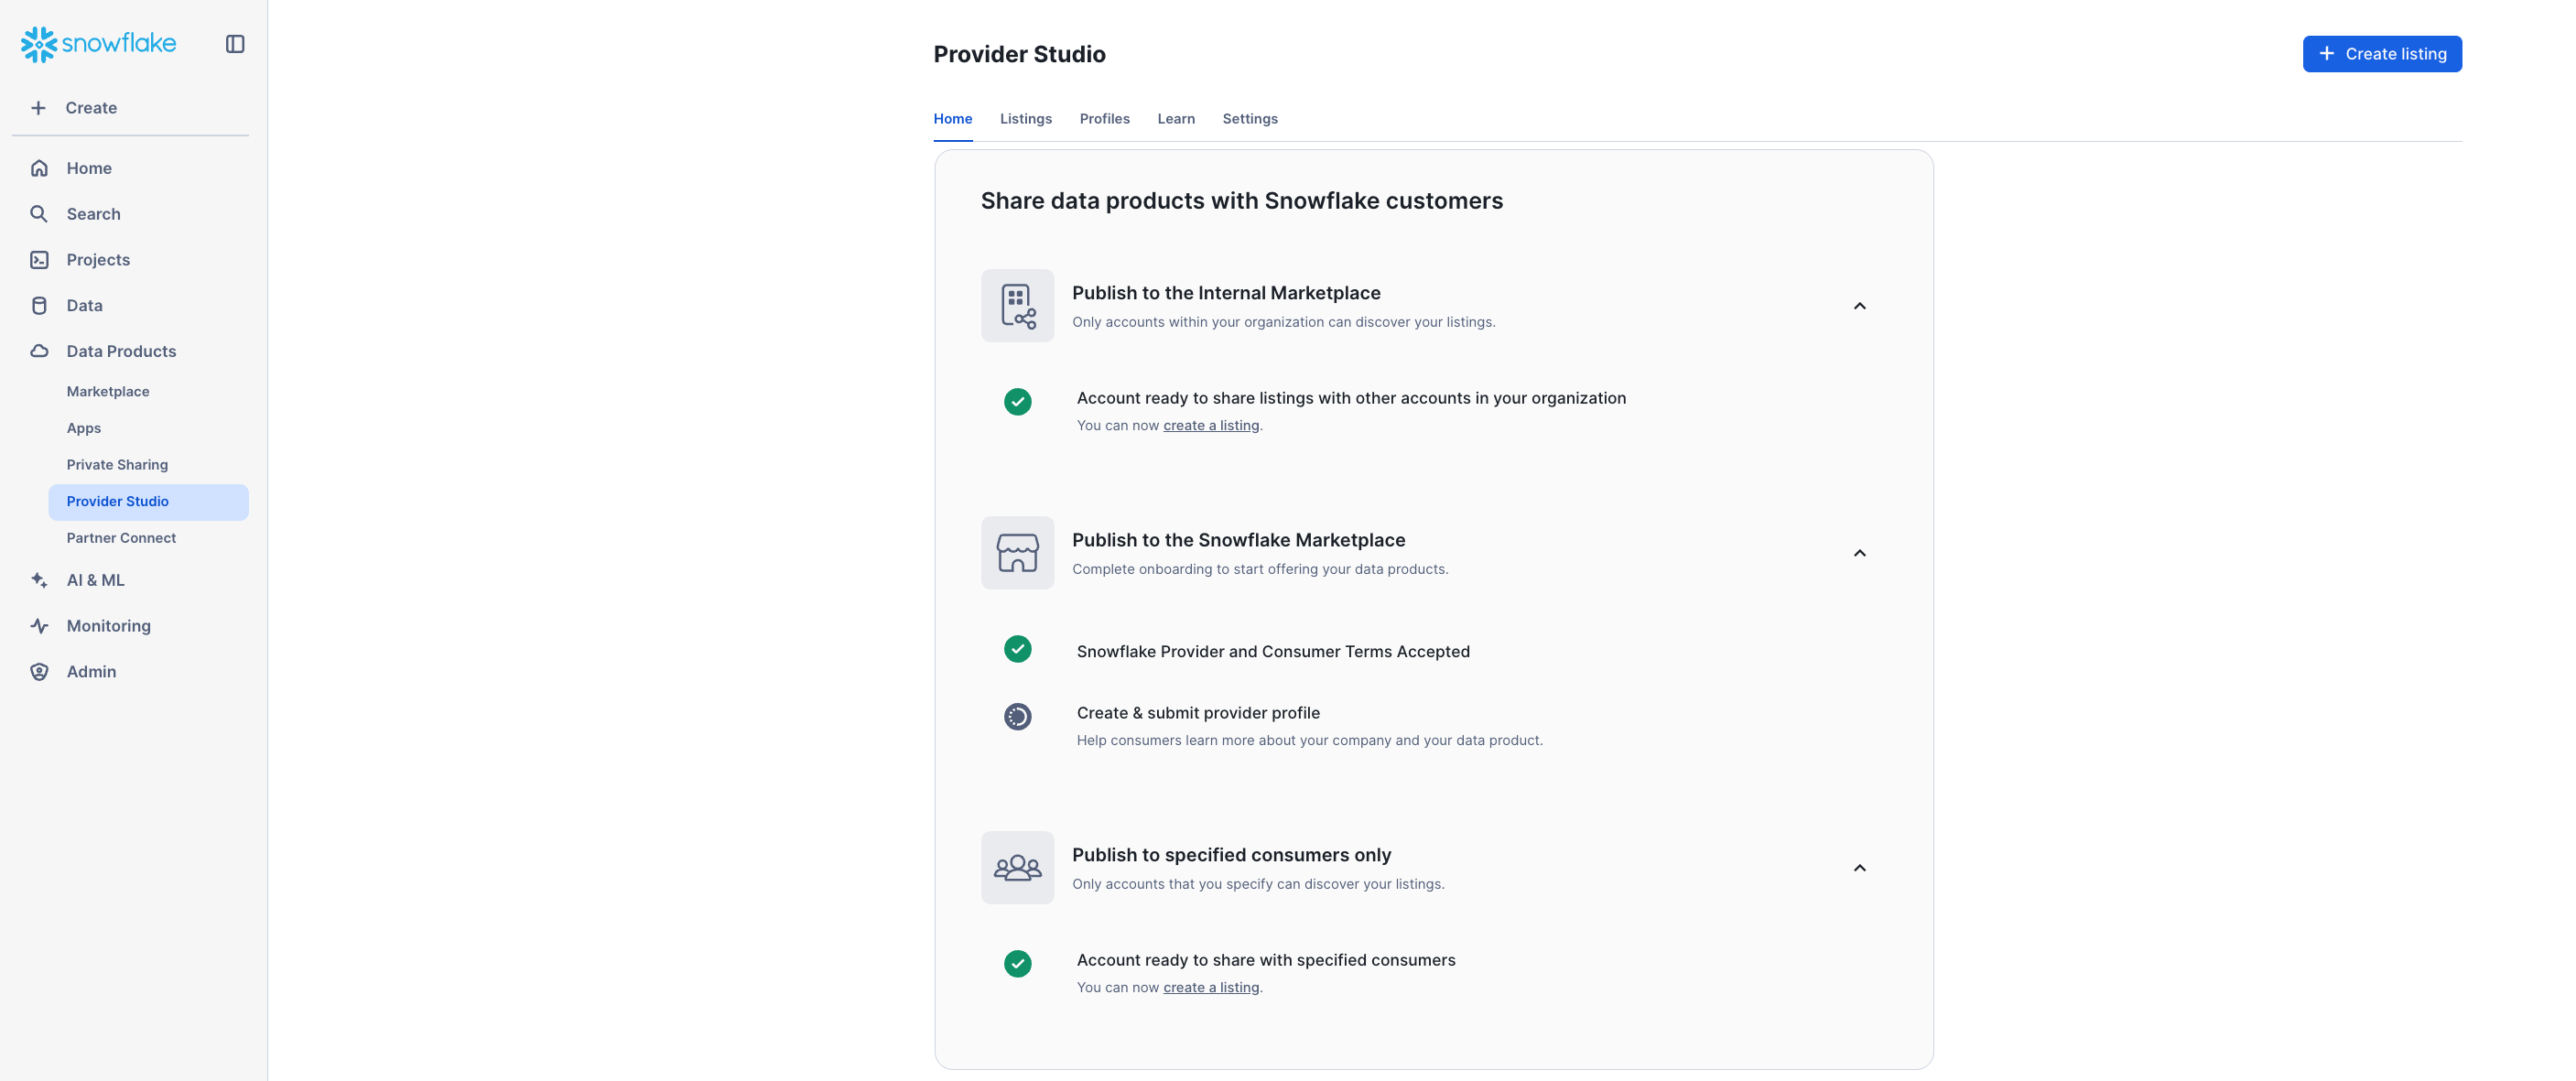 snowflake
Create
Home
Search
Projects
Data
Data Products
Marketplace
Apps
Private Sharing
Provider Studio
Partner Connect
AI & ML
Monitoring
Admin
Provider Studio
Create listing
Home Listings Profiles Learn Settings
Share data products with Snowflake customers
Publish to the Internal Marketplace
Only accounts within your organization can discover your listings.
Account ready to share listings with other accounts in your organization
You can now create a listing.
Publish to the Snowflake Marketplace
Complete onboarding to start offering your data products.
Snowflake Provider and Consumer Terms Accepted
Create & submit provider profile
Help consumers learn more about your company and your data product.
Publish to specified consumers only
Only accounts that you specify can discover your listings.
Account ready to share with specified consumers
You can now create a listing.